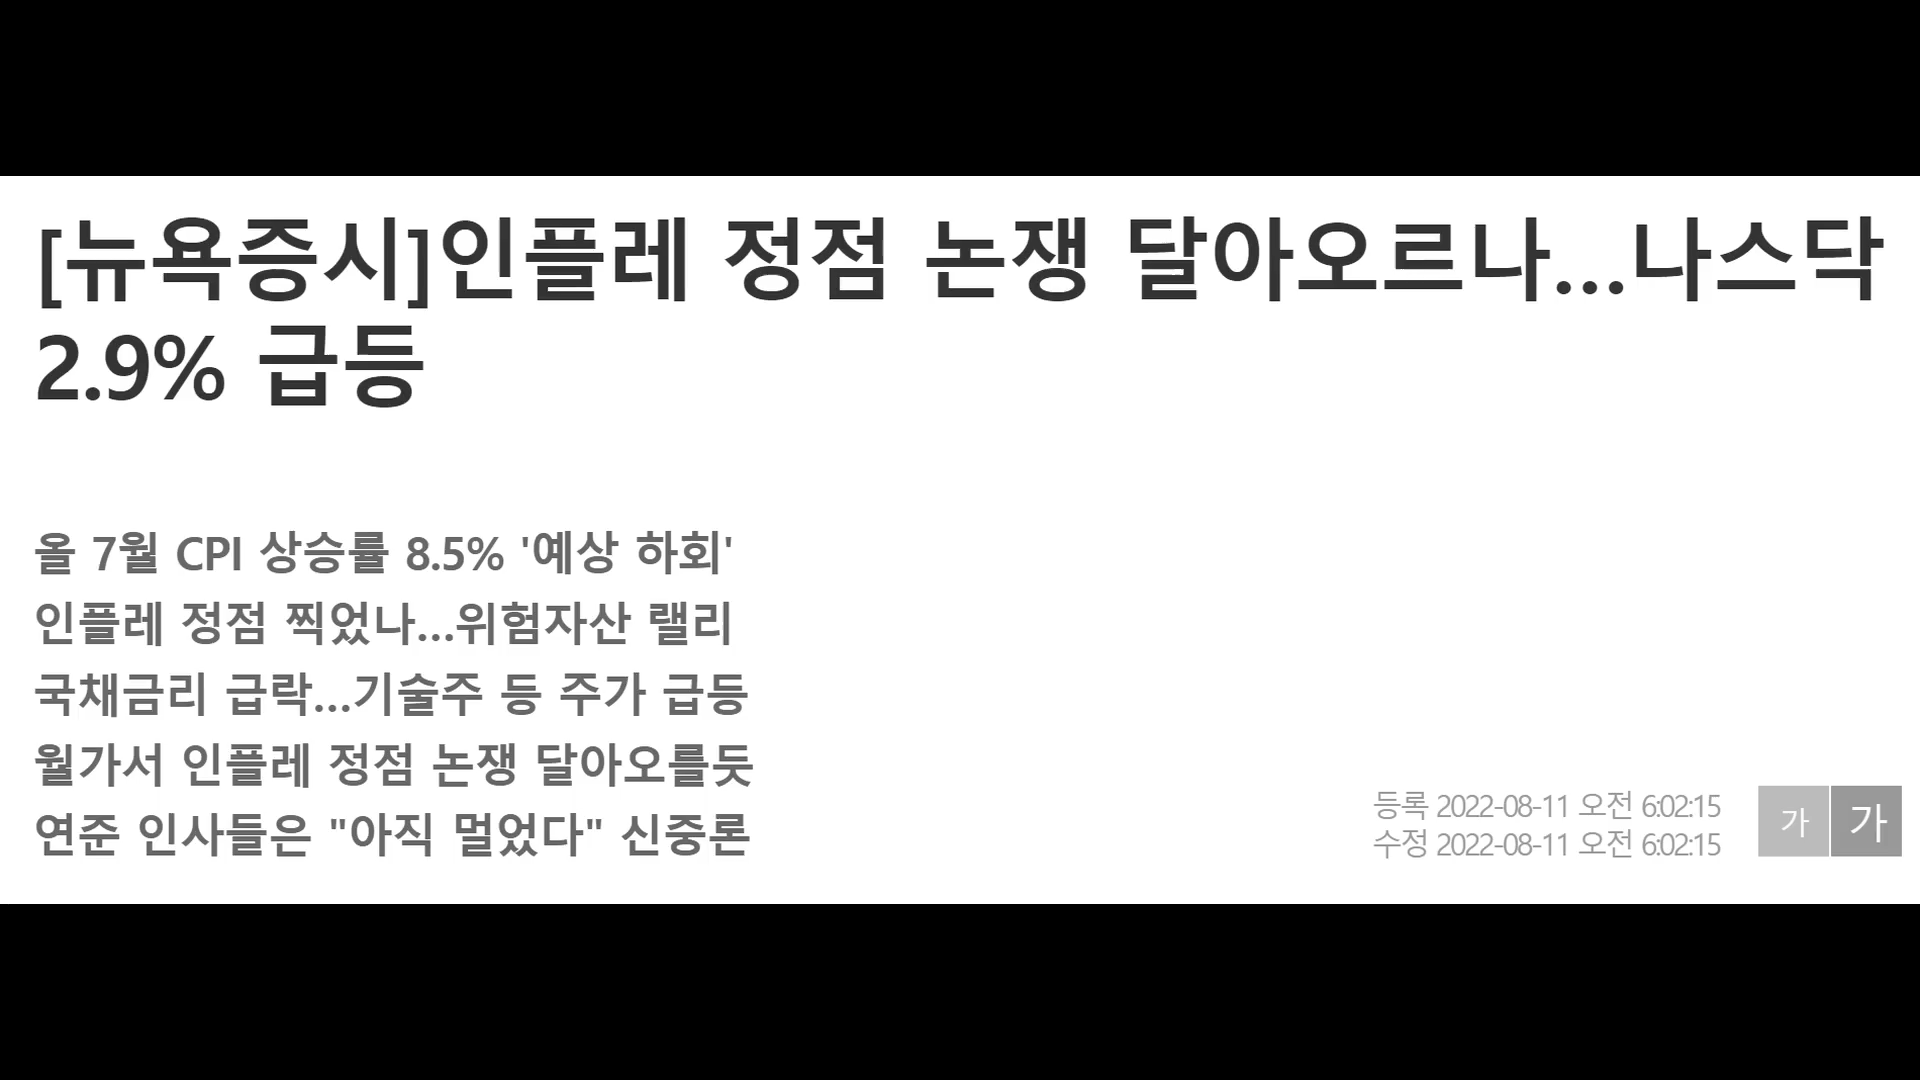 [뉴욕증시]인플레 정점 논쟁 달아오르나...나스닥
2.9% 급등
올 7월 CPI 상승률 8.5% '예상 하회'
인플레 정점 찍었나...위험자산 랠리
국채금리 급락...기술주 등 주가 급등
월가서 인플레 정점 논쟁 달아오를듯
연준 인사들은 "아직 멀었다" 신중론
등록 2022-08-11 오전 6:02:15
수정 2022-08-11 오전 6:02:15
가 가